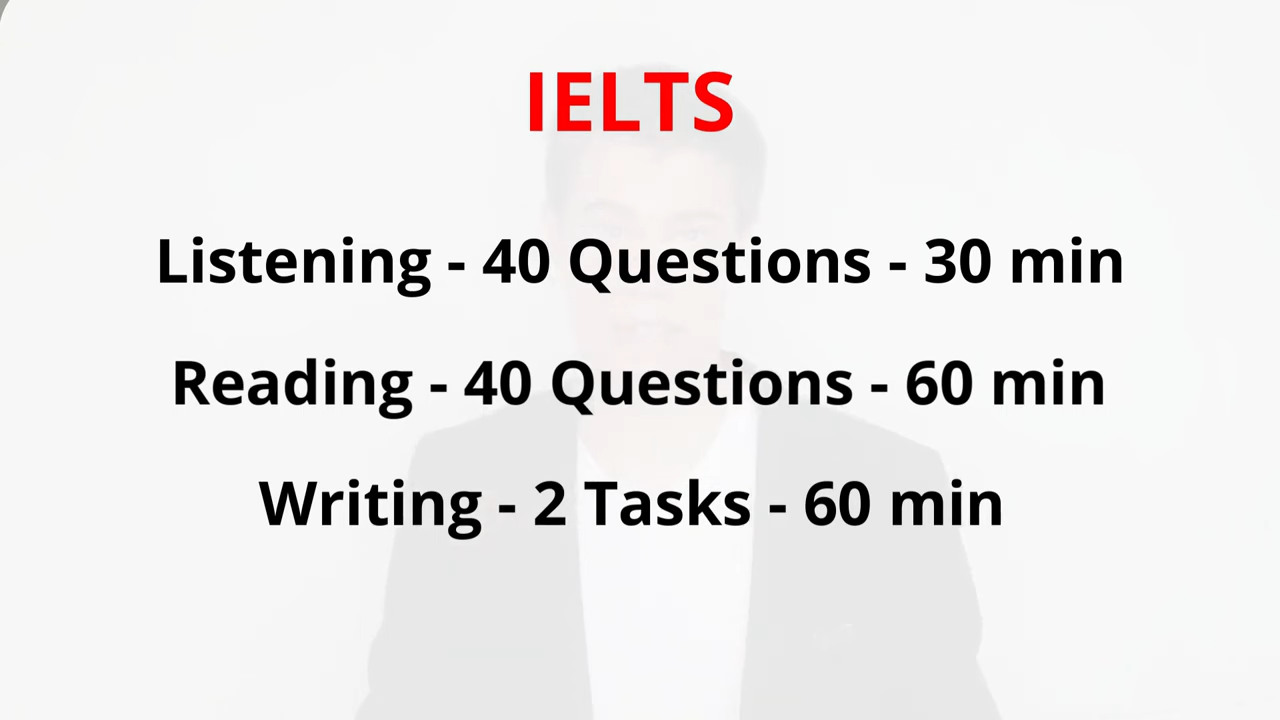 IELTS
Listening - 40 Questions - 30 min
Reading - 40 Questions - 60 min
Writing - 2 Tasks - 60 min